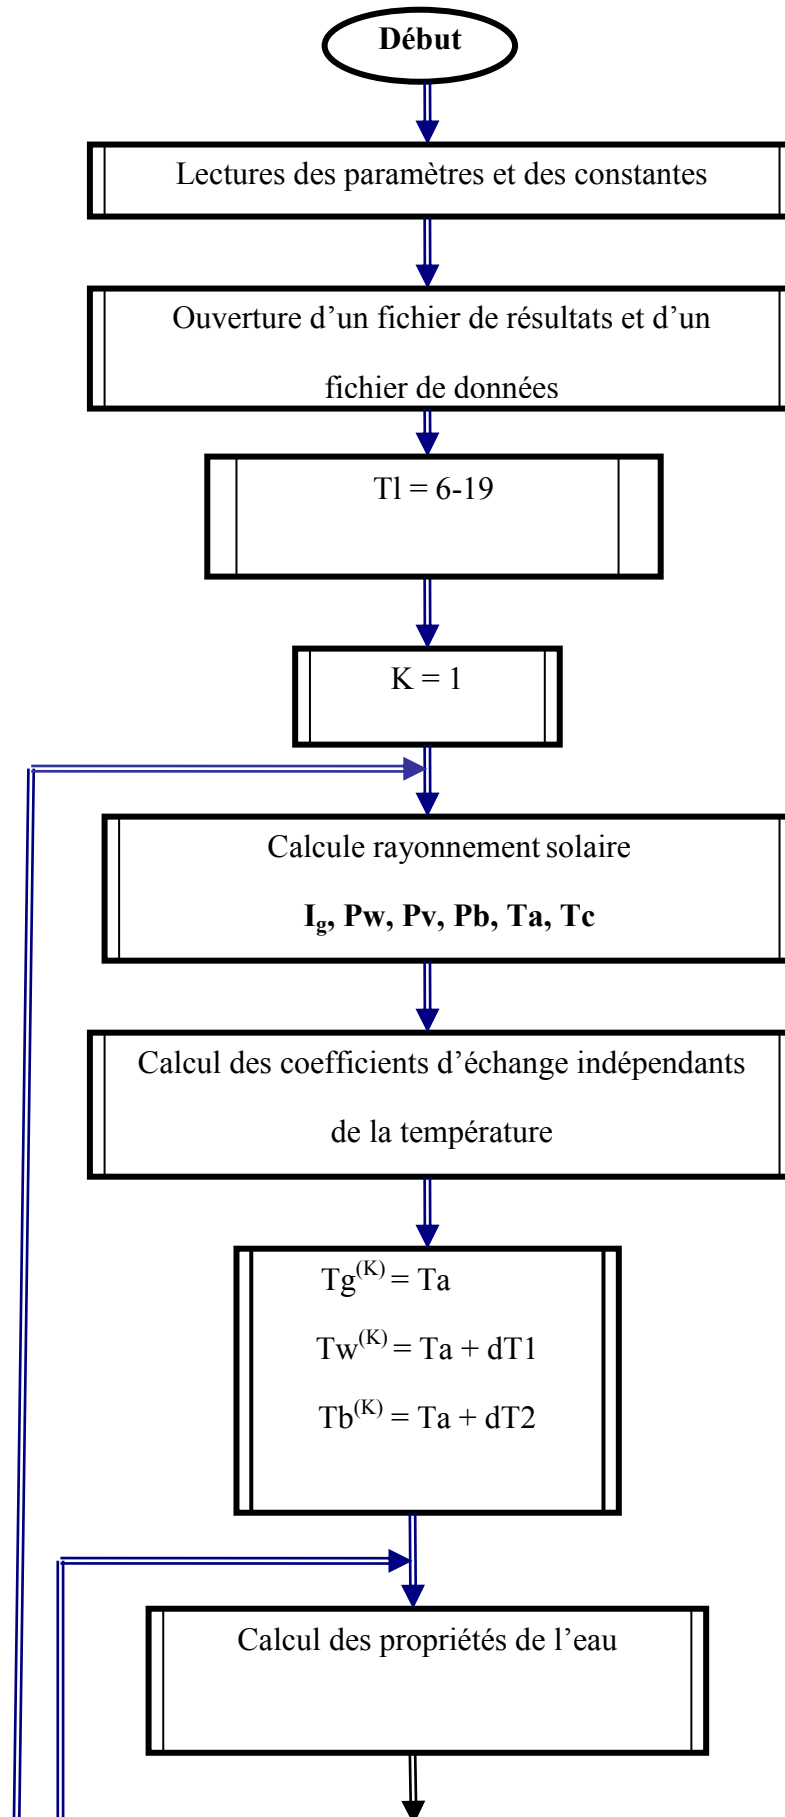 Début
Lectures des paramètres et des constantes
Ouverture d’un fichier de résultats et d’un
fichier de données
Tl = 6-19
K = 1
Calcule rayonnement solaire
Ig, Pw, Pv, Pb, Ta, Tc
Calcul des coefficients d’échange indépendants
de la température
Tg(K) = Ta
Tw(K) = Ta + dT1
Tb(K) = Ta + dT2
Calcul des propriétés de l’eau